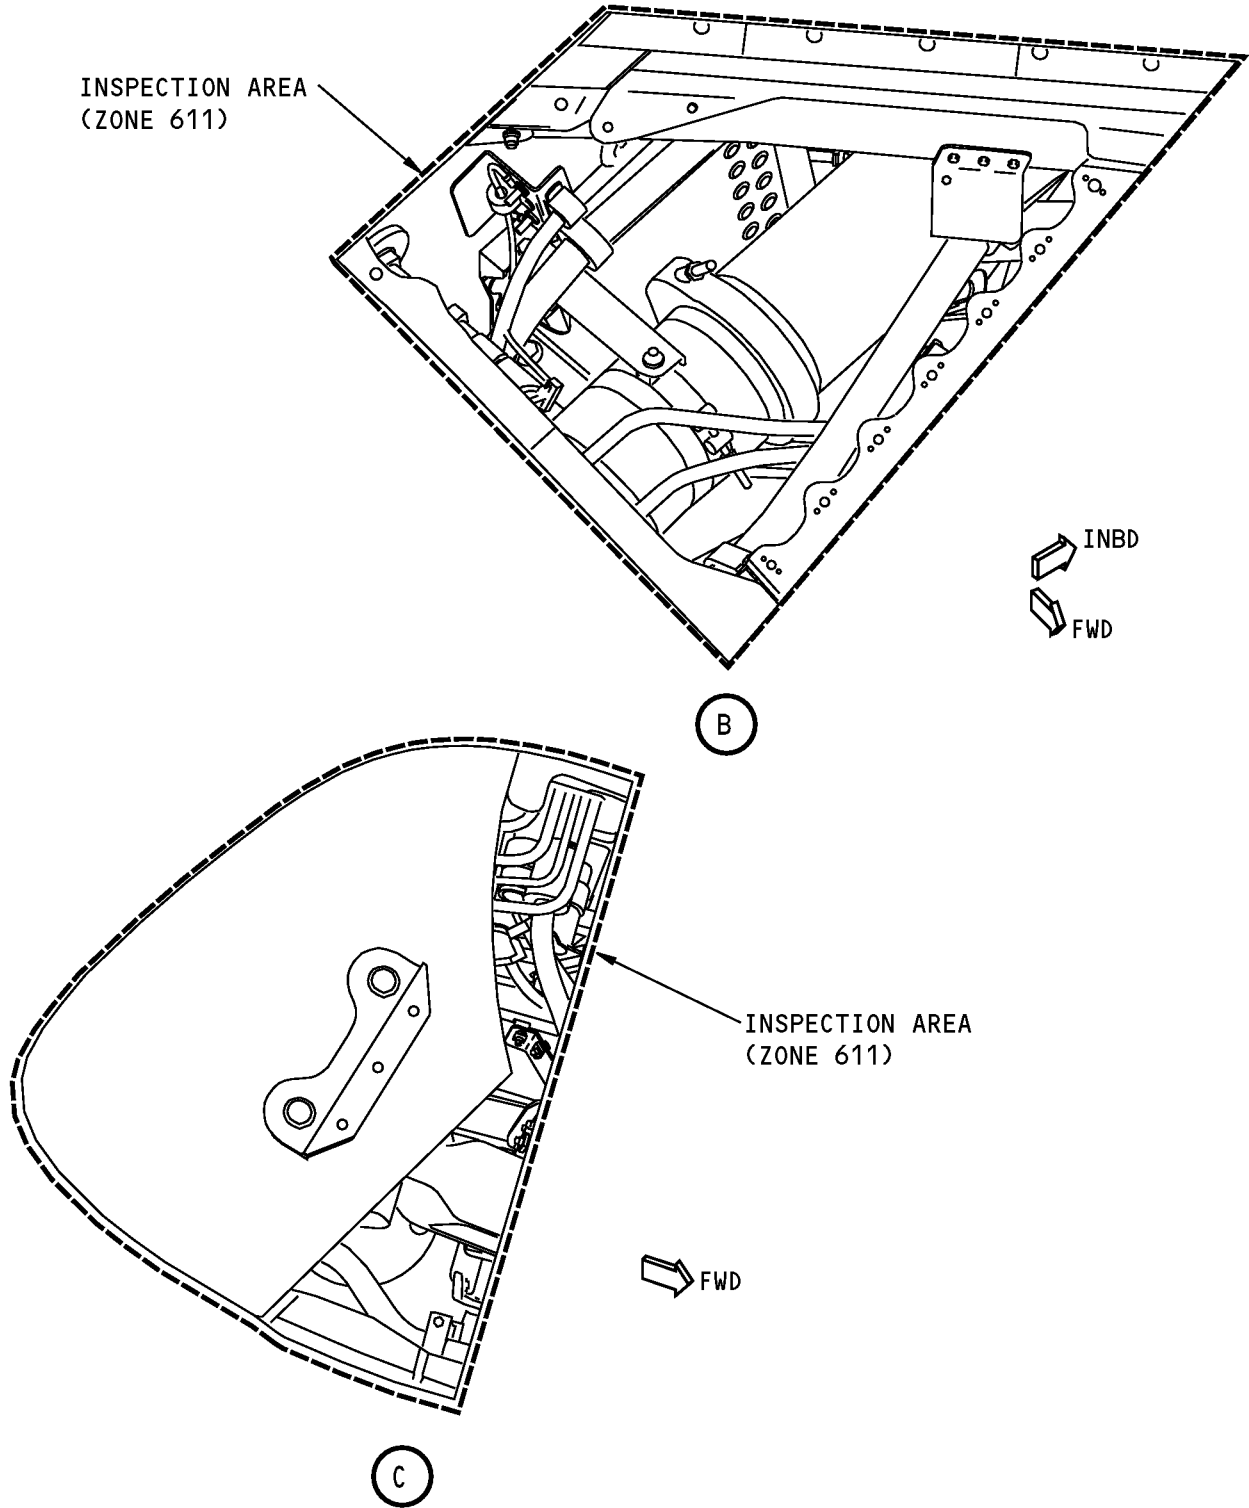 INSPECTION AREA
(ZONE 611)
INBD
FWD
B
INSPECTION AREA
(ZONE 611)
FWD
C